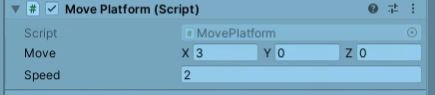 Move Platform (Script)
Script MovePlatform
Move X 3 Y 0 Z 0
Speed 2